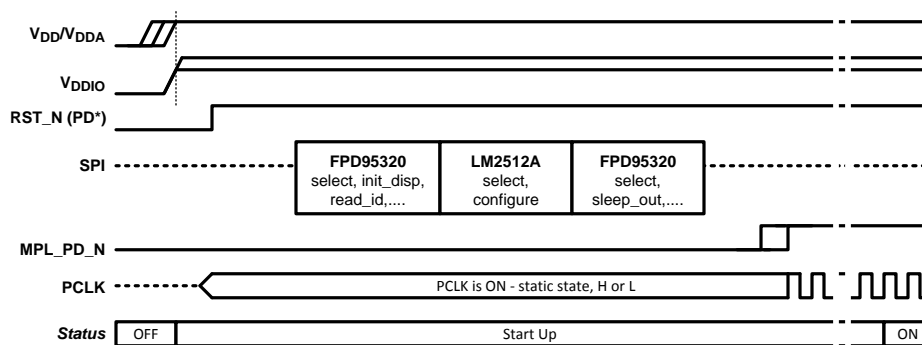 VDD/VDDA
VDDIO
RST_N (PD*)
SPI
FPD95320
select, init_disp,
read_id,....
LM2512A
select,
configure
FPD95320
select,
sleep_out,....
MPL_PD_N
PCLK
PCLK is ON - static state, H or L
Status
OFF
Start Up
ON